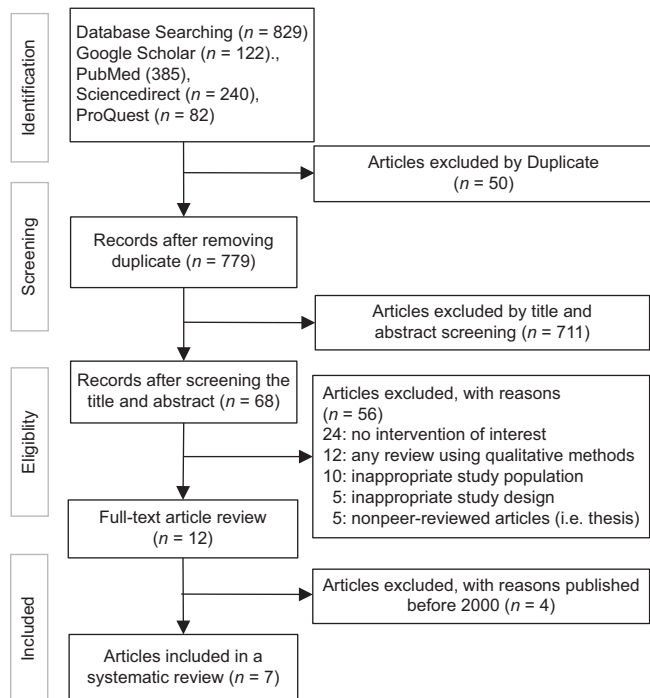 Identification
Database Searching (n = 829)
Google Scholar (n = 122).,
PubMed (385),
Sciencedirect (n = 240),
ProQuest (n = 82)
Articles excluded by Duplicate
(n = 50)
Screening
Records after removing
duplicate (n = 779)
Articles excluded by title and
abstract screening (n = 711)
Eligiblity
Records after screening the
title and abstract (n = 68)
Articles excluded, with reasons
(n = 56)
24: no intervention of interest
12: any review using qualitative methods
10: inappropriate study population
5: inappropriate study design
5: nonpeer-reviewed articles (i.e. thesis)
Full-text article review
(n = 12)
Included
Articles excluded, with reasons published
before 2000 (n = 4)
Articles included in a
systematic review (n = 7)